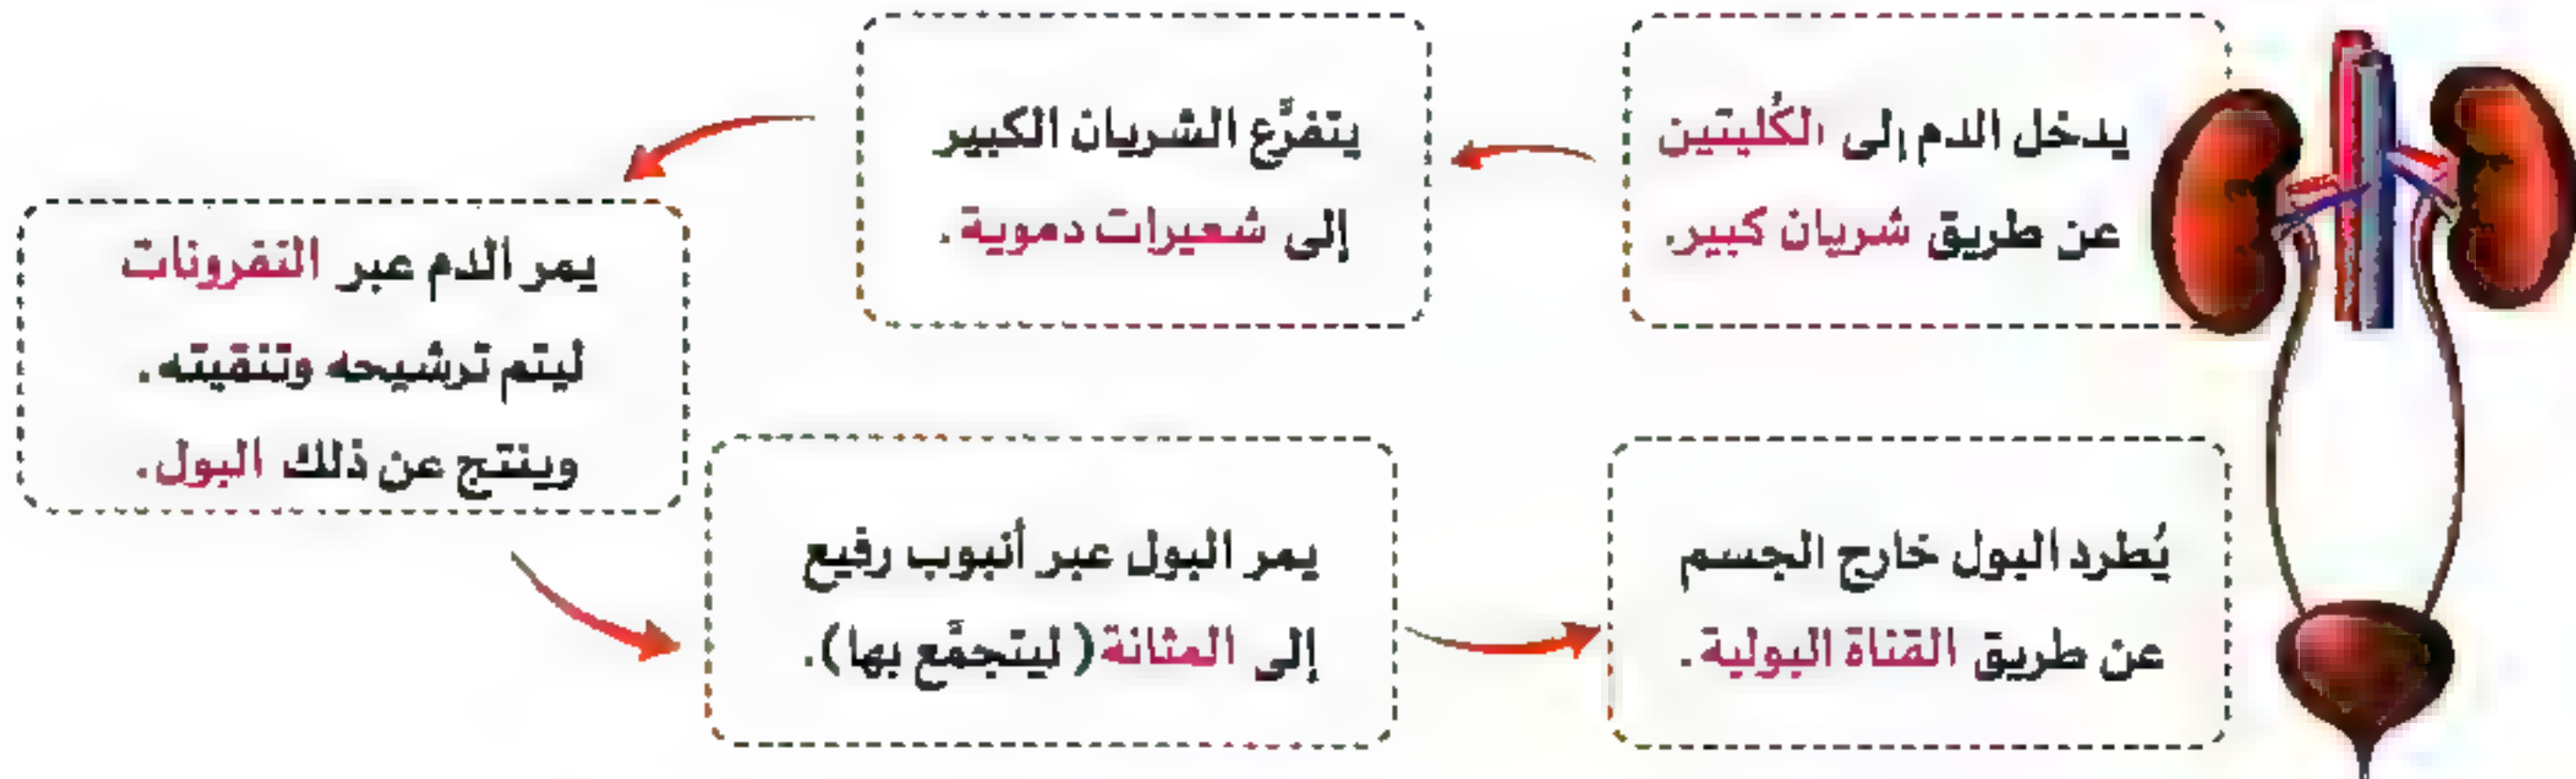 يدخل الدم إلى الكُليتين
عن طريق شريان كبير.
يتفرَّع الشريان الكبير
إلى شعيرات دموية.
يمر الدم عبر النفرونات
ليتم ترشيحه وتنقيته.
وينتج عن ذلك البول.
يمر البول عبر أنبوب رفيع
إلى المثانة (ليتجمَّع بها).
يُطرد البول خارج الجسم
عن طريق القناة البولية.